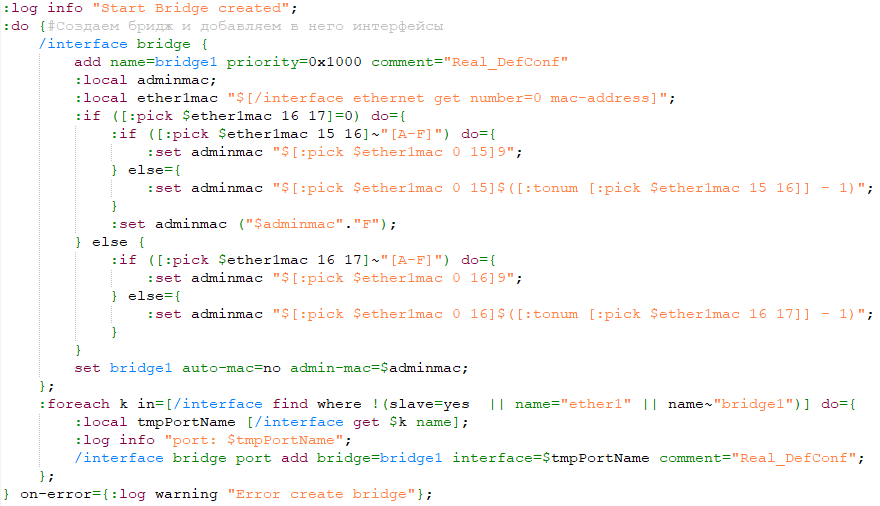 :log info "Start Bridge created";
:do {#Создаем бридж и добавляем в него интерфейсы
    /interface bridge {
        add name=bridge1 priority=0x1000 comment="Real_DefConf"
        :local adminmac;
        :local ether1mac "$[/interface ethernet get number=0 mac-address]";
        :if ([:pick $ether1mac 16 17]=0) do={
            :if ([:pick $ether1mac 15 16]~"[A-F]") do={
                :set adminmac "$[:pick $ether1mac 0 15]9";
            } else={
                :set adminmac "$[:pick $ether1mac 0 15]$([:tonum [:pick $ether1mac 15 16]] - 1)";
            }
            :set adminmac ("$adminmac"."F");
        } else {
            :if ([:pick $ether1mac 16 17]~"[A-F]") do={
                :set adminmac "$[:pick $ether1mac 0 16]9";
            } else={
                :set adminmac "$[:pick $ether1mac 0 16]$([:tonum [:pick $ether1mac 16 17]] - 1)";
            }
        }
        set bridge1 auto-mac=no admin-mac=$adminmac;
    };
    :foreach k in=[/interface find where !(slave=yes  || name="ether1" || name~"bridge1")] do={
        :local tmpPortName [/interface get $k name];
        :log info "port: $tmpPortName";
        /interface bridge port add bridge=bridge1 interface=$tmpPortName comment="Real_DefConf";
    };
} on-error={:log warning "Error create bridge"};